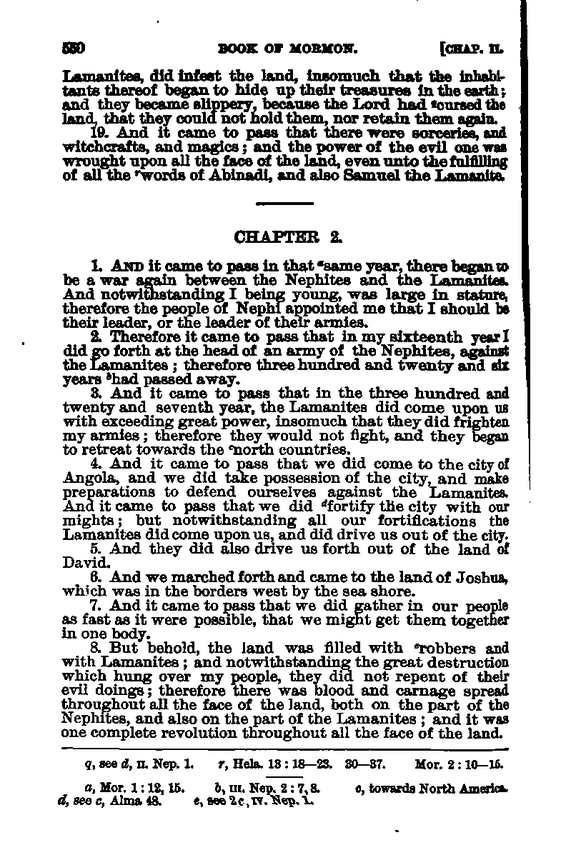 550 BOOK OF MORMON. [CHAP. II.
Lamanites, did infest the land, insomuch that the inhabi-
tants thereof began to hide up their treasures in the earth;
and they became slippery, because the Lord had qcursed the
land, that they could not hold them, nor retain them again.
19. And it came to pass that there were sorceries, and
witchcrafts, and magics; and the power of the evil one was
wrought upon all the face of the land, even unto the fulfilling
of all the rwords of Abinadi, and also Samuel the Lamanite.
CHAPTER 2.
1. AND it came to pass in that asame year, there began to
be a war again between the Nephites and the Lamanites.
And notwithstanding I being young, was large in stature,
therefore the people of Nephi appointed me that I should be
their leader, or the leader of their armies.
2. Therefore it came to pass that in my sixteenth year I
did go forth at the head of an army of the Nephites, against
the Lamanites; therefore three hundred and twenty and six
years bhad passed away.
3. And it came to pass that in the three hundred and
twenty and seventh year, the Lamanites did come upon us
with exceeding great power, insomuch that they did frighten
my armies; therefore they would not fight, and they began
to retreat towards the cnorth countries.
4. And it came to pass that we did come to the city of
Angola, and we did take possession of the city, and make
preparations to defend ourselves against the Lamanites.
And it came to pass that we did dfortify the city with our
mights; but notwithstanding all our fortifications the
Lamanites did come upon us, and did drive us out of the city.
5. And they did also drive us forth out of the land of
David.
6. And we marched forth and came to the land of Joshua,
which was in the borders west by the sea shore.
7. And it came to pass that we did gather in our people
as fast as it were possible, that we might get them together
in one body.
8. But behold, the land was filled with erobbers and
with Lamanites; and notwithstanding the great destruction
which hung over my people, they did not repent of their
evil doings; therefore there was blood and carnage spread
throughout all the face of the land, both on the part of the
Nephites, and also on the part of the Lamanites; and it was
one complete revolution throughout all the face of the land.
q, see d, II. Nep. 1. r, Hela. 13: 18—23. 30—37. Mor. 2: 10—15.
a, Mor. 1: 12, 15. b, III. Nep. 2: 7, 8. c, towards North America.
d, see c, Alma 48. e, see 2c, IV. Nep. 1.